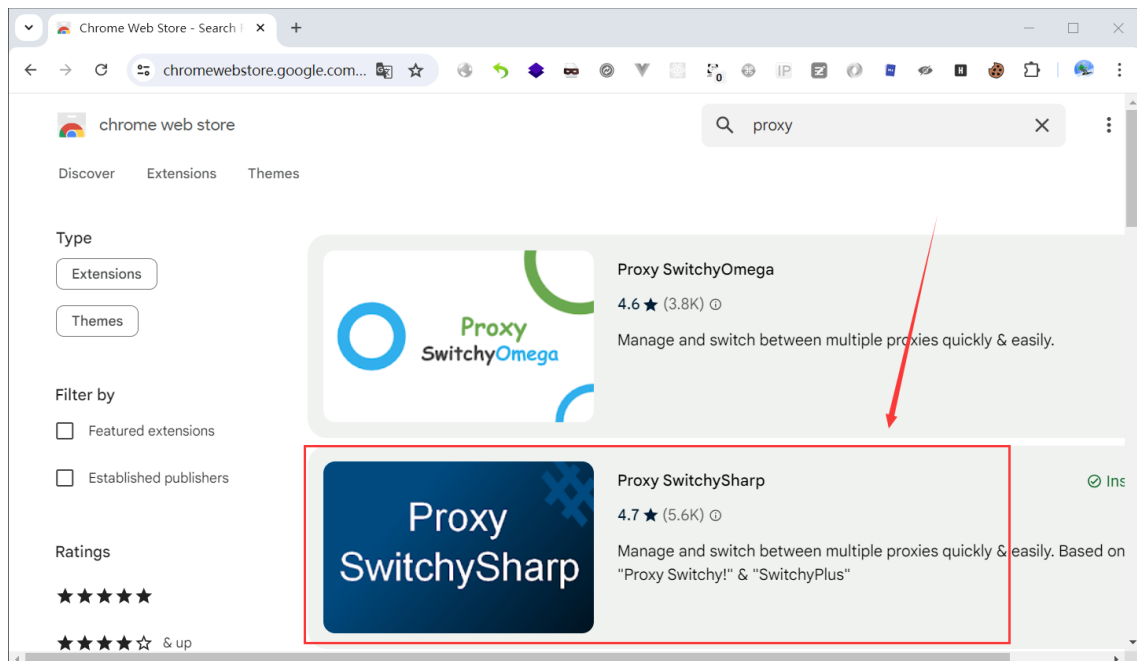 Chrome Web Store - Search
chromewebstore.google.com...
0
IP
chrome web store
proxy
Discover
Extensions
Themes
Type
Extensions
Themes
Filter by
Featured extensions
Established publishers
Ratings
& up
Proxy
SwitchyOmega
Proxy SwitchyOmega
4.6 ★ (3.8K)
Manage and switch between multiple proxies quickly & easily.
Proxy
SwitchySharp
Proxy SwitchySharp
Ins
4.7 ★ (5.6K)
Manage and switch between multiple proxies quickly & easily. Based on
"Proxy Switchy!" & "SwitchyPlus"